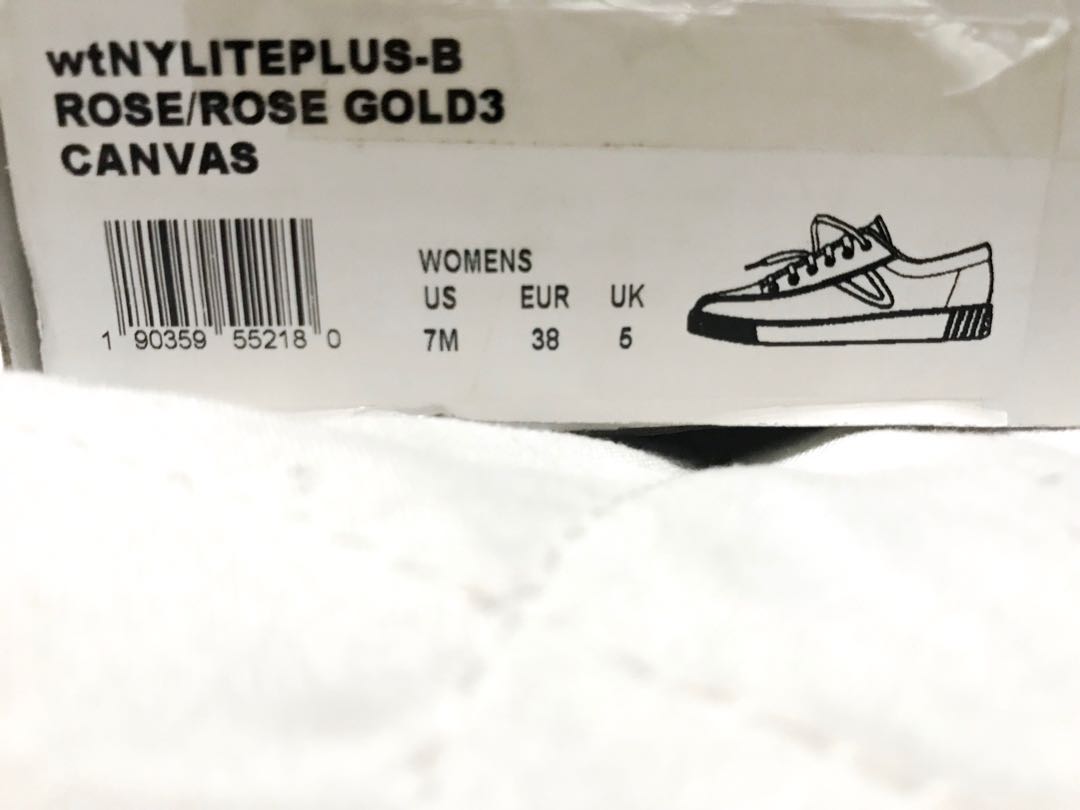 wtNYLITEPLUS-B
ROSE/ROSE GOLD3
CANVAS
1 90359 55218 0
WOMENS
US EUR UK
7M 38 5